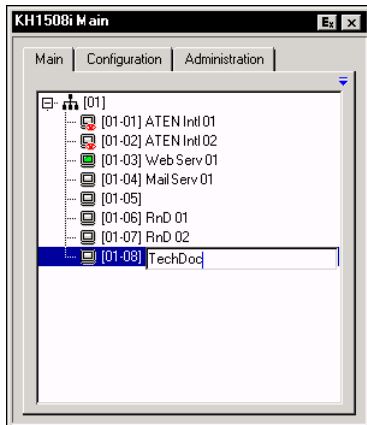 KH1508i Main
Ex
Main Configuration Administration
[01]
[01-01] ATEN Intl 01
[01-02] ATEN Intl 02
[01-03] Web Serv 01
[01-04] Mail Serv 01
[01-05]
[01-06] RnD 01
[01-07] RnD 02
[01-08] TechDoc